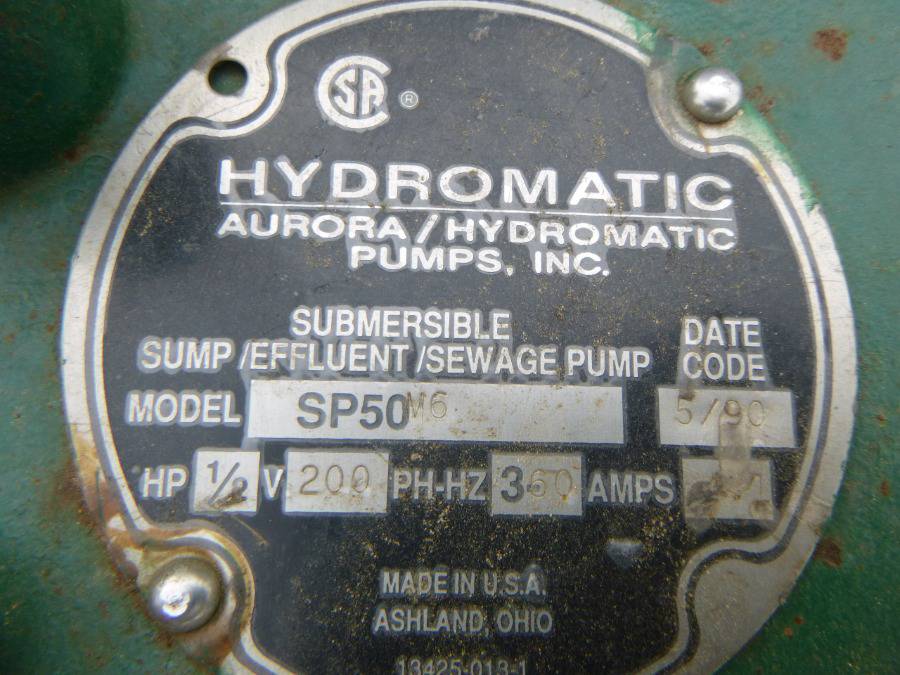 CSA ®
HYDROMATIC
AURORA/HYDROMATIC
PUMPS, INC.
SUBMERSIBLE
SUMP/EFFLUENT/SEWAGE PUMP
DATE
CODE
MODEL SP50M6 5/90
HP 1/2 V 200 PH-HZ 3-60 AMPS
MADE IN U.S.A.
ASHLAND, OHIO
13425-013-1